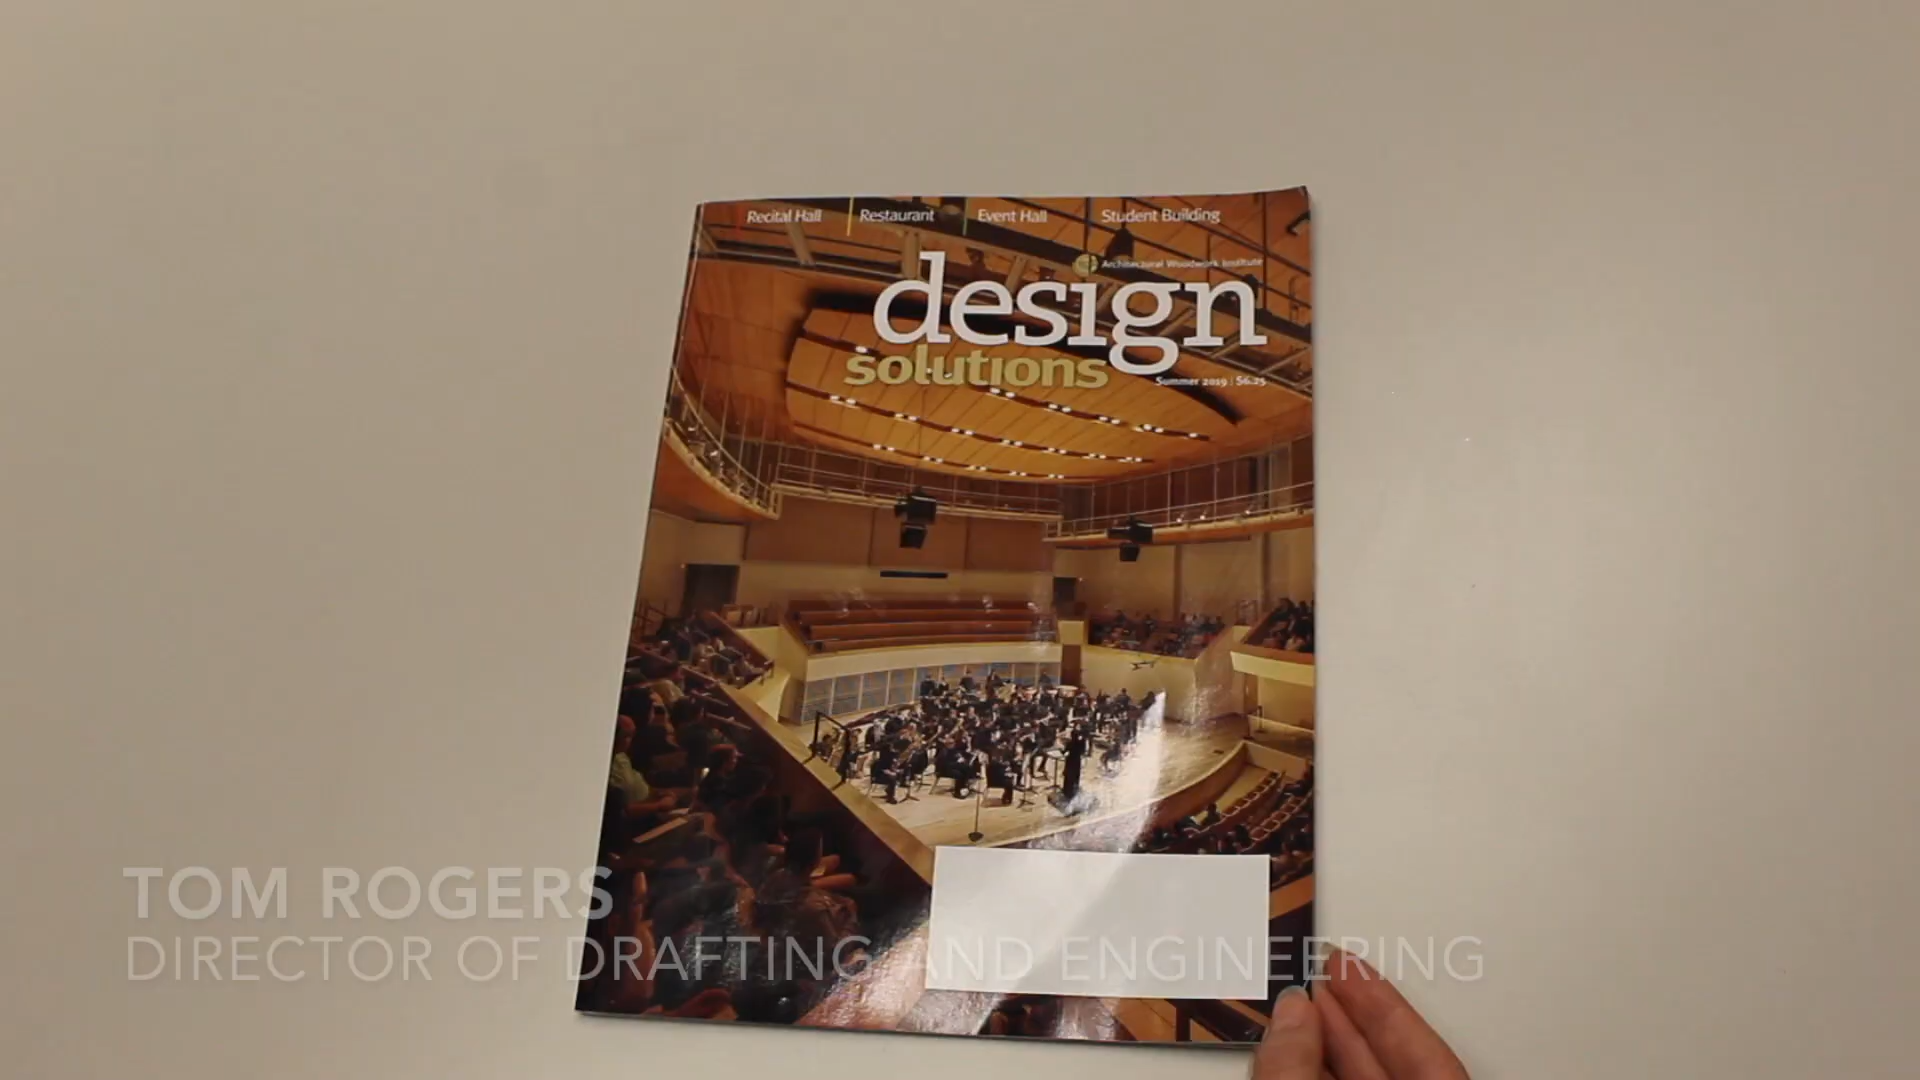 Recital Hall
Restaurant
Event Hall
Student Building
Architectural Woodwork Institute
design
solutions
Summer 2019 | $6.25
TOM ROGERS
DIRECTOR OF DRAFTING AND ENGINEERING